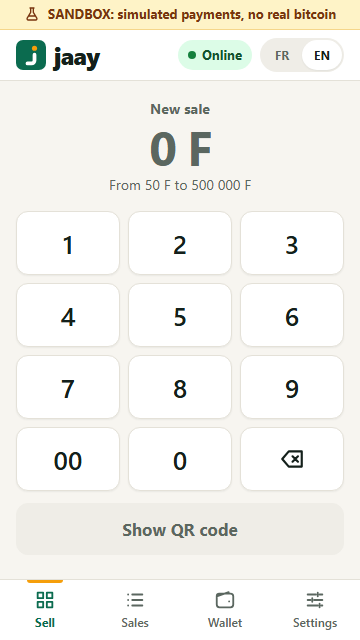 SANDBOX: simulated payments, no real bitcoin
jaay
Online
FR
EN
New sale
0 F
From 50 F to 500 000 F
1
2
3
4
5
6
7
8
9
00
0
Show QR code
Sell
Sales
Wallet
Settings